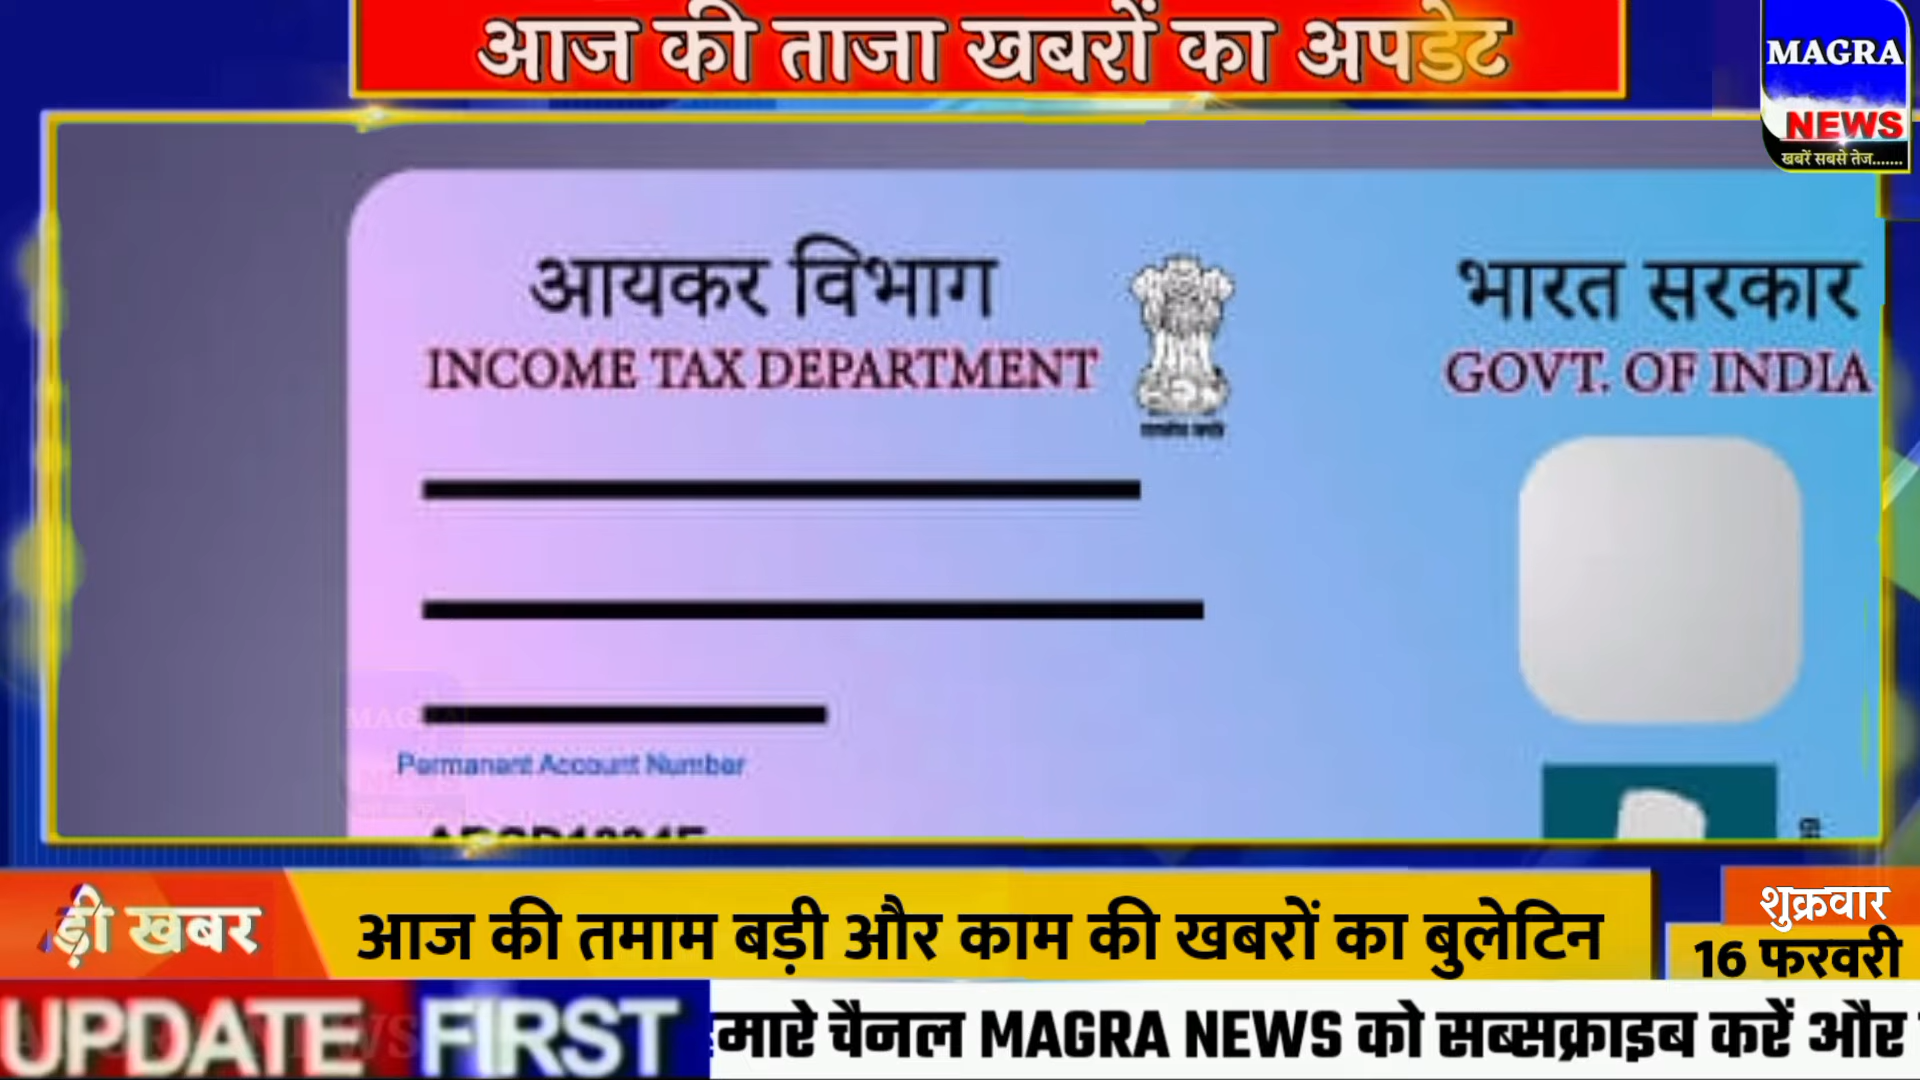 आज की ताजा खबरों का अपडेट
MAGRA
NEWS
खबरें सबसे तेज.......
आयकर विभाग
INCOME TAX DEPARTMENT
भारत सरकार
GOVT. OF INDIA
Permanant Account Number
ड़ी खबर
आज की तमाम बड़ी और काम की खबरों का बुलेटिन
शुक्रवार
16 फरवरी
UPDATE FIRST
मारे चैनल MAGRA NEWS को सब्सक्राइब करें और